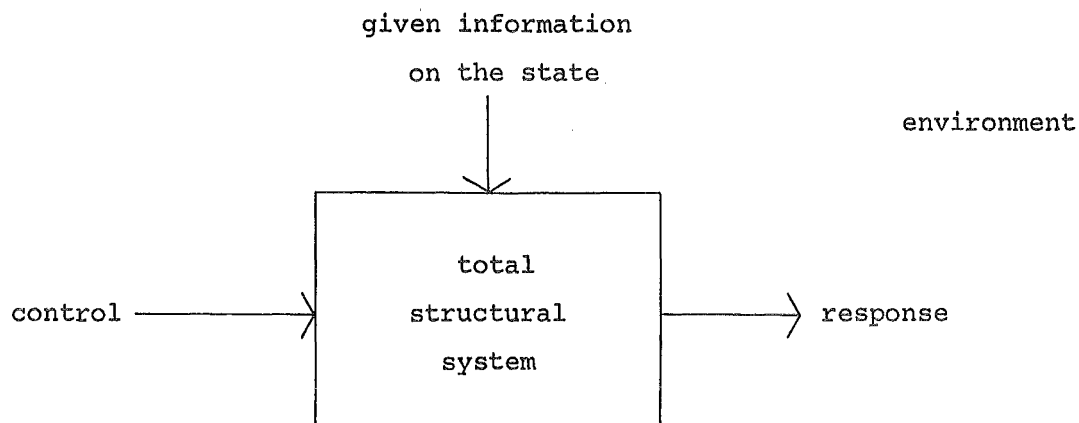 given information
on the state
environment
total
control
structural
response
system